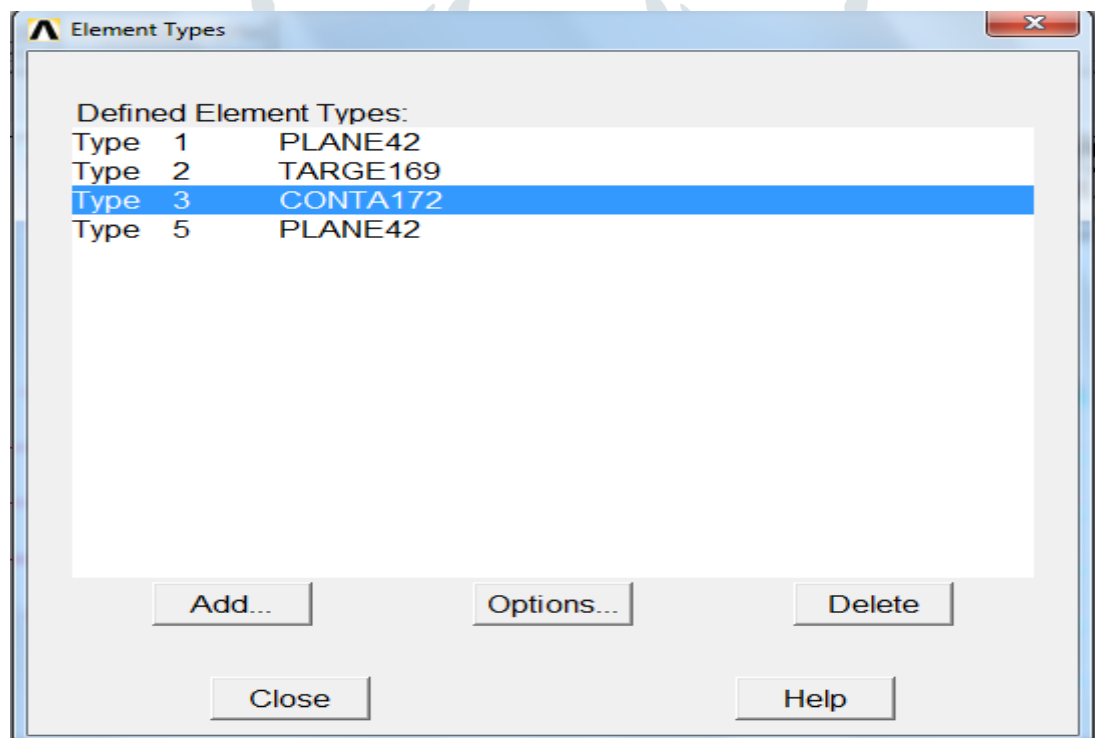 Element Types
Defined Element Types:
Type 1 PLANE42
Type 2 TARGE169
Type 3 CONTA172
Type 5 PLANE42
Add... Options... Delete
Close Help